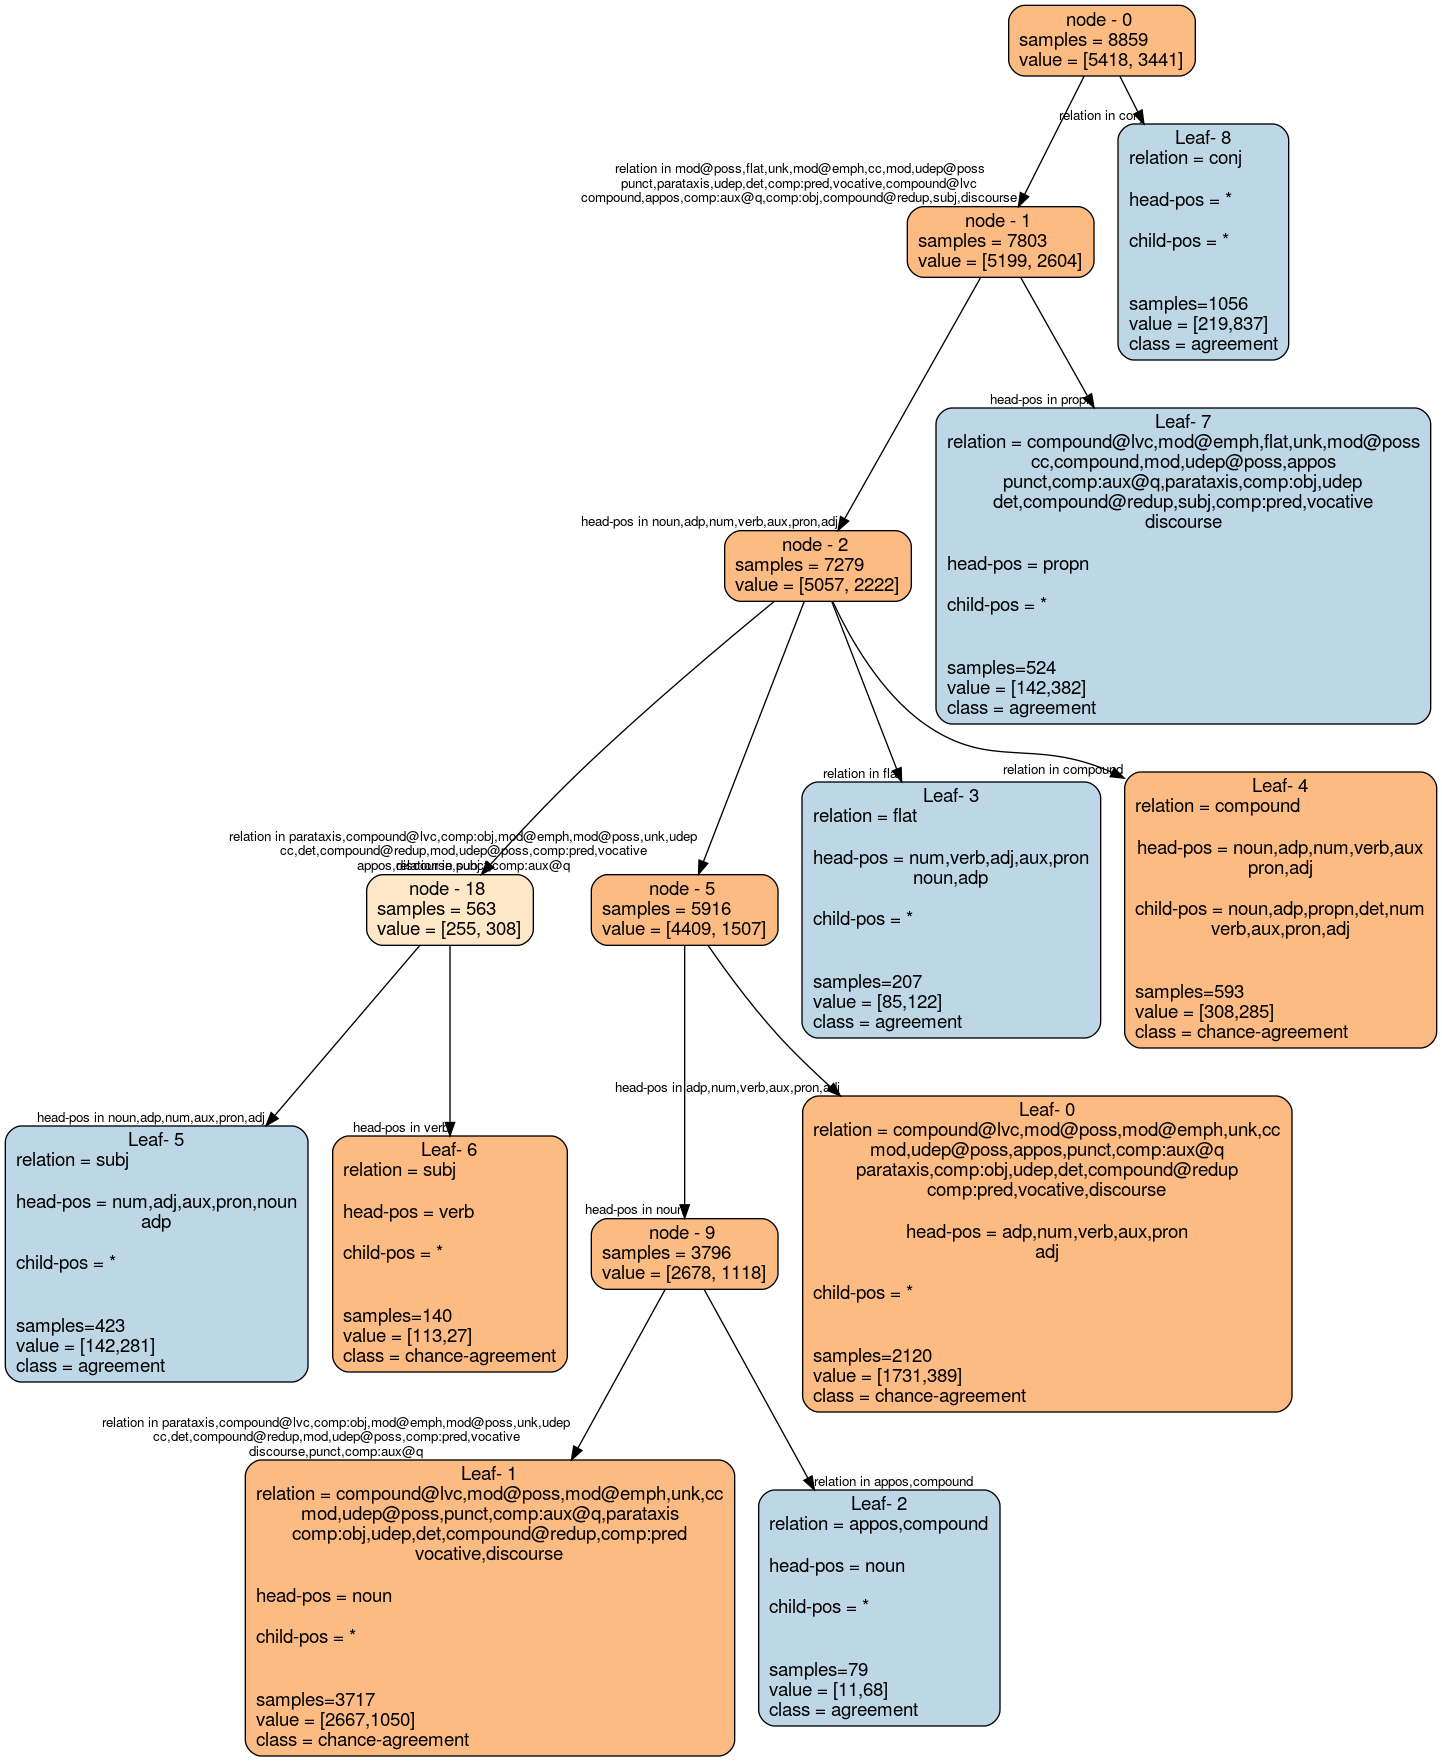 node - 0
samples = 8859
value = [5418, 3441]
relation in conj
Leaf- 8
relation = conj
head-pos = *
child-pos = *
samples=1056
value = [219,837]
class = agreement
relation in mod@poss,flat,unk,mod@emph,cc,mod,udep@poss
punct,parataxis,udep,det,comp:pred,vocative,compound@lvc
compound,appos,comp:aux@q,comp:obj,compound@redup,subj,discourse
node - 1
samples = 7803
value = [5199, 2604]
head-pos in propn
Leaf- 7
relation = compound@lvc,mod@emph,flat,unk,mod@poss
cc,compound,mod,udep@poss,appos
punct,comp:aux@q,parataxis,comp:obj,udep
det,compound@redup,subj,comp:pred,vocative
discourse
head-pos = propn
child-pos = *
samples=524
value = [142,382]
class = agreement
head-pos in noun,adp,num,verb,aux,pron,adj
node - 2
samples = 7279
value = [5057, 2222]
relation in flat
Leaf- 3
relation = flat
head-pos = num,verb,adj,aux,pron
noun,adp
child-pos = *
samples=207
value = [85,122]
class = agreement
relation in compound
Leaf- 4
relation = compound
head-pos = noun,adp,num,verb,aux
pron,adj
child-pos = noun,adp,propn,det,num
verb,aux,pron,adj
samples=593
value = [308,285]
class = chance-agreement
relation in parataxis,compound@lvc,comp:obj,mod@emph,mod@poss,unk,udep
cc,det,compound@redup,mod,udep@poss,comp:pred,vocative
appos,discourse,punct,comp:aux@q
relation in subj
node - 18
samples = 563
value = [255, 308]
node - 5
samples = 5916
value = [4409, 1507]
head-pos in noun,adp,num,aux,pron,adj
Leaf- 5
relation = subj
head-pos = num,adj,aux,pron,noun
adp
child-pos = *
samples=423
value = [142,281]
class = agreement
head-pos in verb
Leaf- 6
relation = subj
head-pos = verb
child-pos = *
samples=140
value = [113,27]
class = chance-agreement
head-pos in adp,num,verb,aux,pron,adj
Leaf- 0
relation = compound@lvc,mod@poss,mod@emph,unk,cc
mod,udep@poss,appos,punct,comp:aux@q
parataxis,comp:obj,udep,det,compound@redup
comp:pred,vocative,discourse
head-pos = adp,num,verb,aux,pron
adj
child-pos = *
samples=2120
value = [1731,389]
class = chance-agreement
head-pos in noun
node - 9
samples = 3796
value = [2678, 1118]
relation in parataxis,compound@lvc,comp:obj,mod@emph,mod@poss,unk,udep
cc,det,compound@redup,mod,udep@poss,comp:pred,vocative
discourse,punct,comp:aux@q
Leaf- 1
relation = compound@lvc,mod@poss,mod@emph,unk,cc
mod,udep@poss,punct,comp:aux@q,parataxis
comp:obj,udep,det,compound@redup,comp:pred
vocative,discourse
head-pos = noun
child-pos = *
samples=3717
value = [2667,1050]
class = chance-agreement
relation in appos,compound
Leaf- 2
relation = appos,compound
head-pos = noun
child-pos = *
samples=79
value = [11,68]
class = agreement